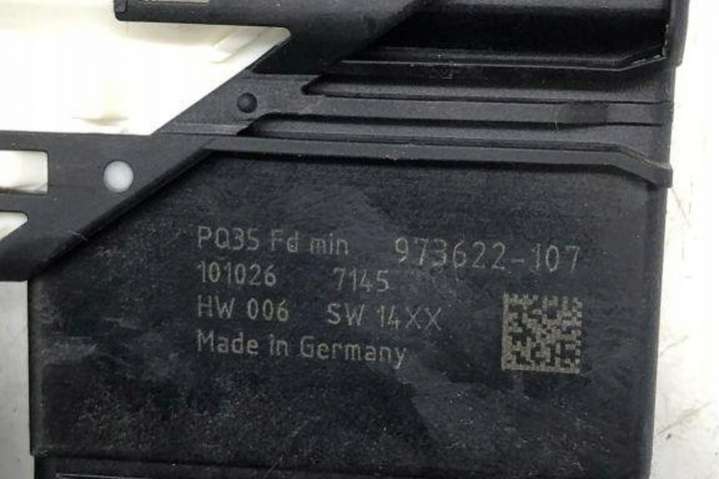 PQ35 Fd min 973622-107
101026 7145
HW 006 SW 14XX
Made in Germany